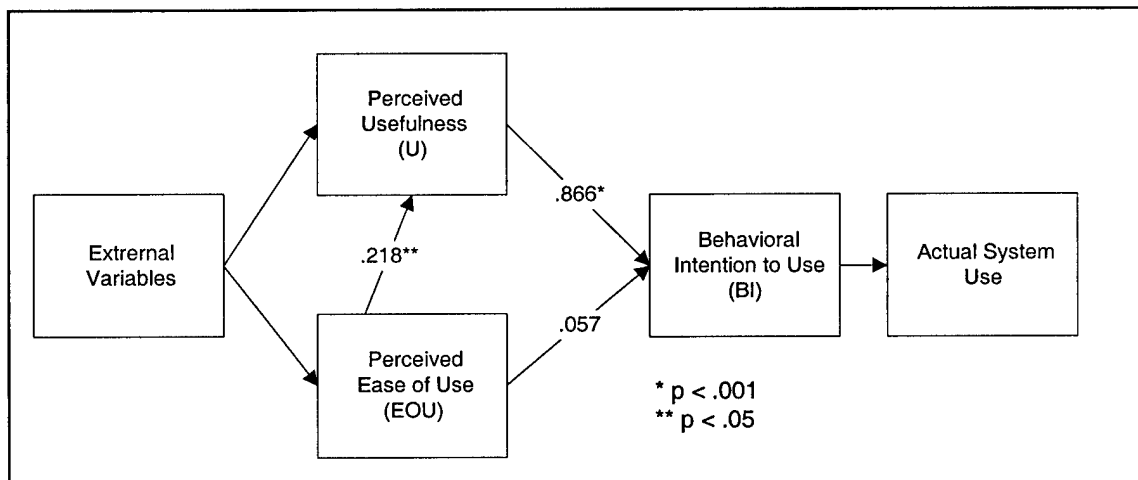 Perceived
Usefulness
(U)
.866*
Extrernal
Variables
.218**
Behavioral
Intention to Use
(BI)
Actual System
Use
.057
Perceived
Ease of Use
(EOU)
* p < .001
** p < .05